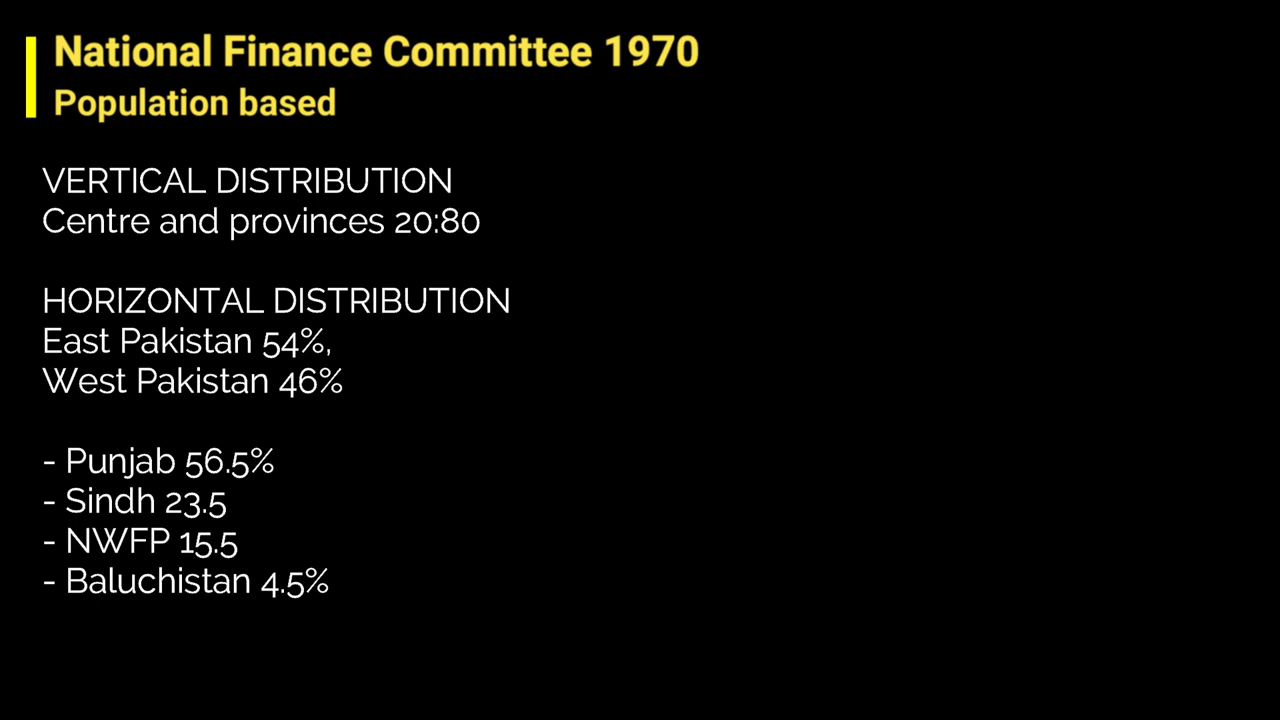 National Finance Committee 1970
Population based
VERTICAL DISTRIBUTION
Centre and provinces 20:80
HORIZONTAL DISTRIBUTION
East Pakistan 54%,
West Pakistan 46%
- Punjab 56.5%
- Sindh 23.5
- NWFP 15.5
- Baluchistan 4.5%